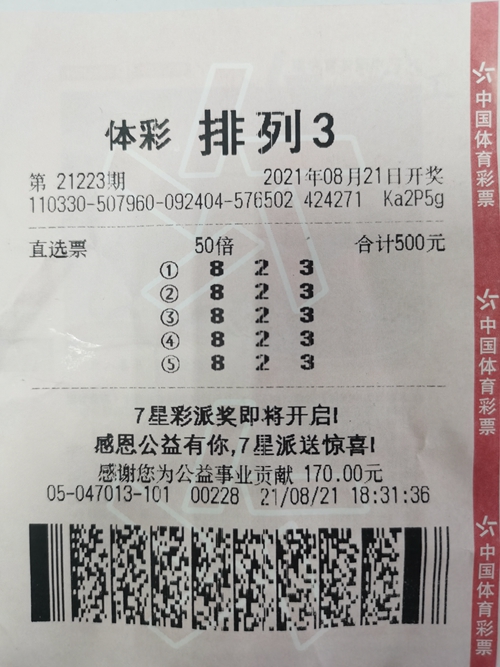 体彩 排列3
第 21223期 2021年08月21日开奖
110330-507960-092404-576502 424271 Ka2P5g
直选票 50倍 合计500元
① 8 2 3
② 8 2 3
③ 8 2 3
④ 8 2 3
⑤ 8 2 3
7星彩派奖即将开启!
感恩公益有你,7星派送惊喜!
感谢您为公益事业贡献 170.00元
05-047013-101 00228 21/08/21 18:31:36
中国体育彩票
中国体育彩票
中国体育彩票